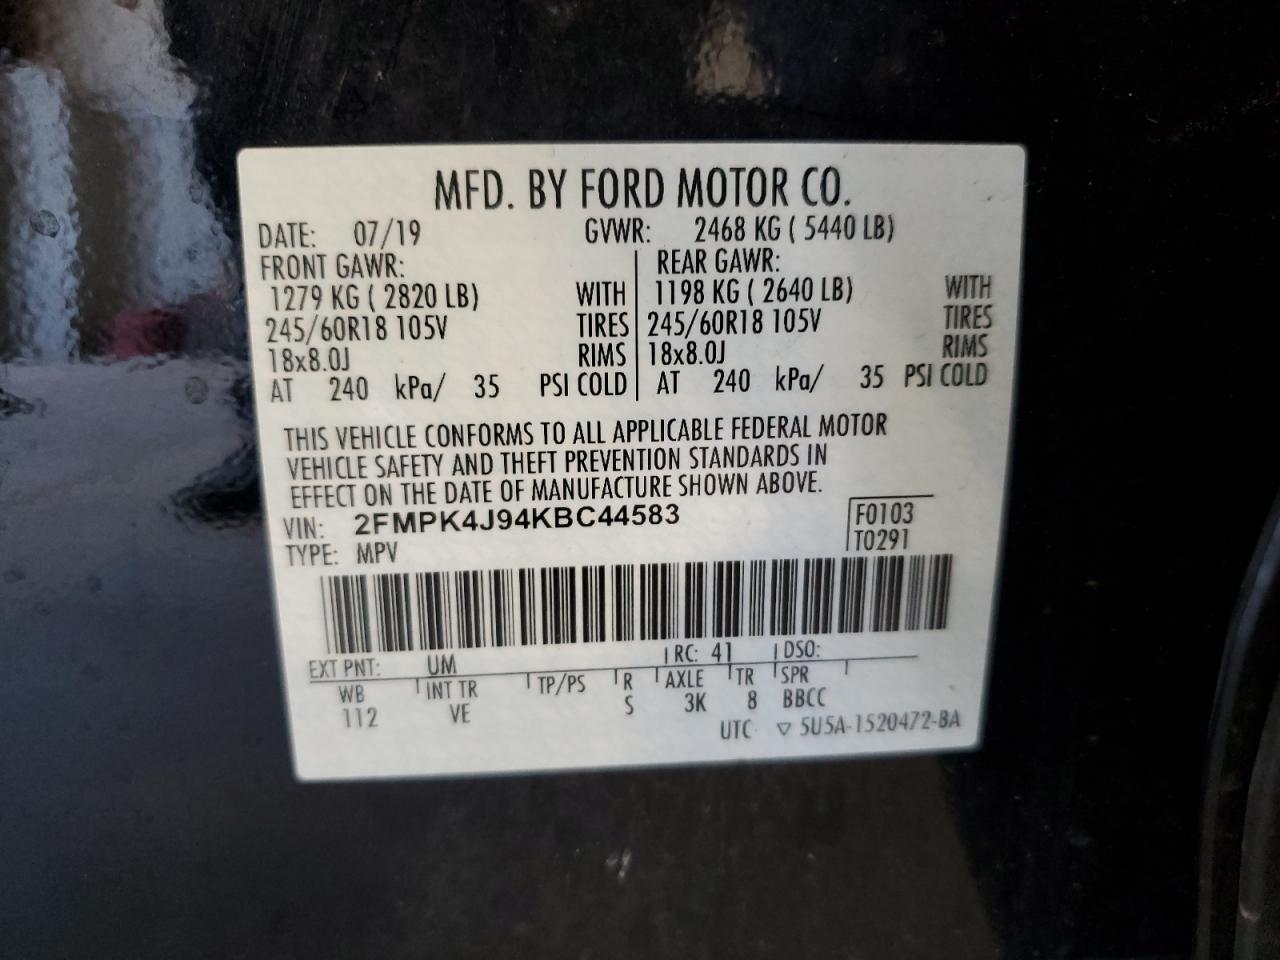 MFD. BY FORD MOTOR CO.
DATE: 07/19 GVWR: 2468 KG ( 5440 LB)
FRONT GAWR: REAR GAWR:
1279 KG ( 2820 LB) WITH 1198 KG ( 2640 LB) WITH
245/60R18 105V TIRES 245/60R18 105V TIRES
18x8.0J RIMS 18x8.0J RIMS
AT 240 kPa/ 35 PSI COLD AT 240 kPa/ 35 PSI COLD
THIS VEHICLE CONFORMS TO ALL APPLICABLE FEDERAL MOTOR
VEHICLE SAFETY AND THEFT PREVENTION STANDARDS IN
EFFECT ON THE DATE OF MANUFACTURE SHOWN ABOVE.
VIN: 2FMPK4J94KBC44583 F0103
TYPE: MPV T0291
EXT PNT: UM RC: 41 DSO:
WB INT TR TP/PS R AXLE TR SPR
112 VE S 3K 8 BBCC
UTC ▽ 5U5A-1520472-BA